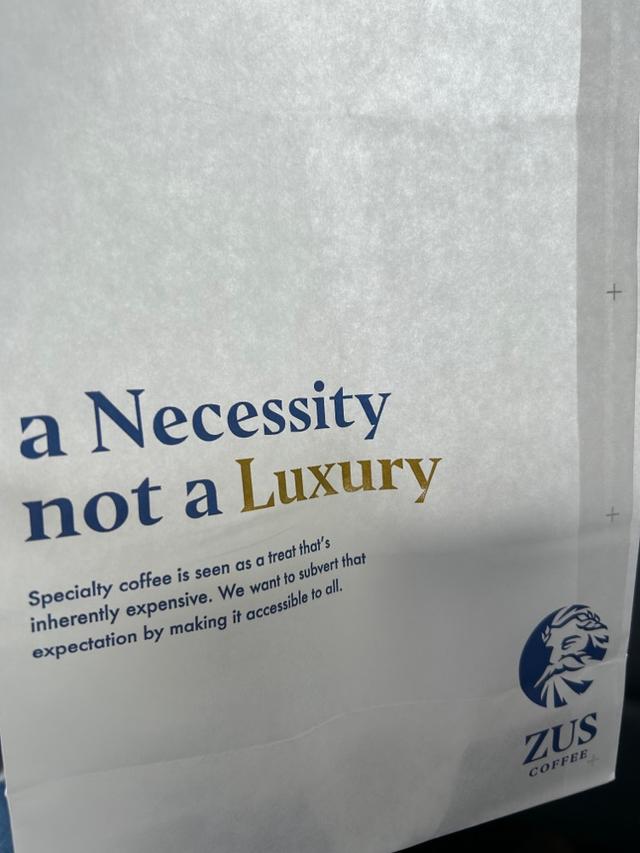 a Necessity
not a Luxury
Specialty coffee is seen as a treat that's
inherently expensive. We want to subvert that
expectation by making it accessible to all.
ZUS
COFFEE